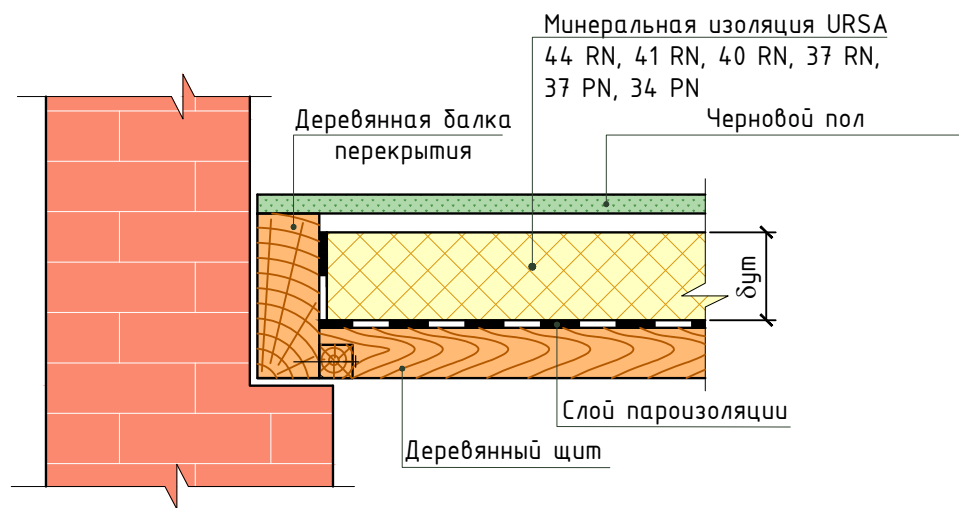 Минеральная изоляция URSA
44 RN, 41 RN, 40 RN, 37 RN,
37 PN, 34 PN
Деревянная балка
перекрытия
Черновой пол
δут
Слой пароизоляции
Деревянный щит